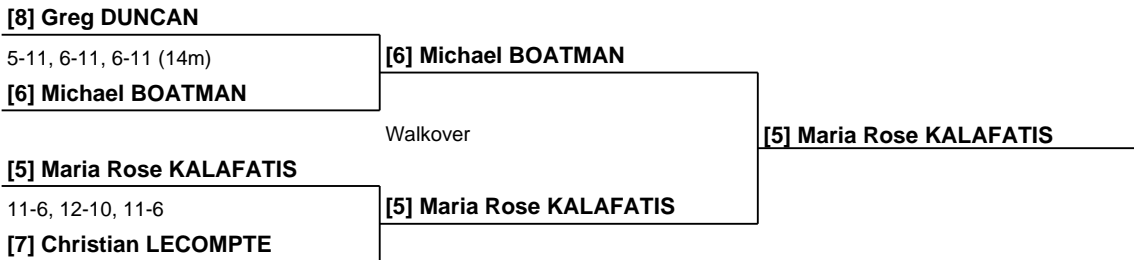 [8] Greg DUNCAN
5-11, 6-11, 6-11 (14m)
[6] Michael BOATMAN
[6] Michael BOATMAN
Walkover
[5] Maria Rose KALAFATIS
[5] Maria Rose KALAFATIS
11-6, 12-10, 11-6
[5] Maria Rose KALAFATIS
[7] Christian LECOMPTE